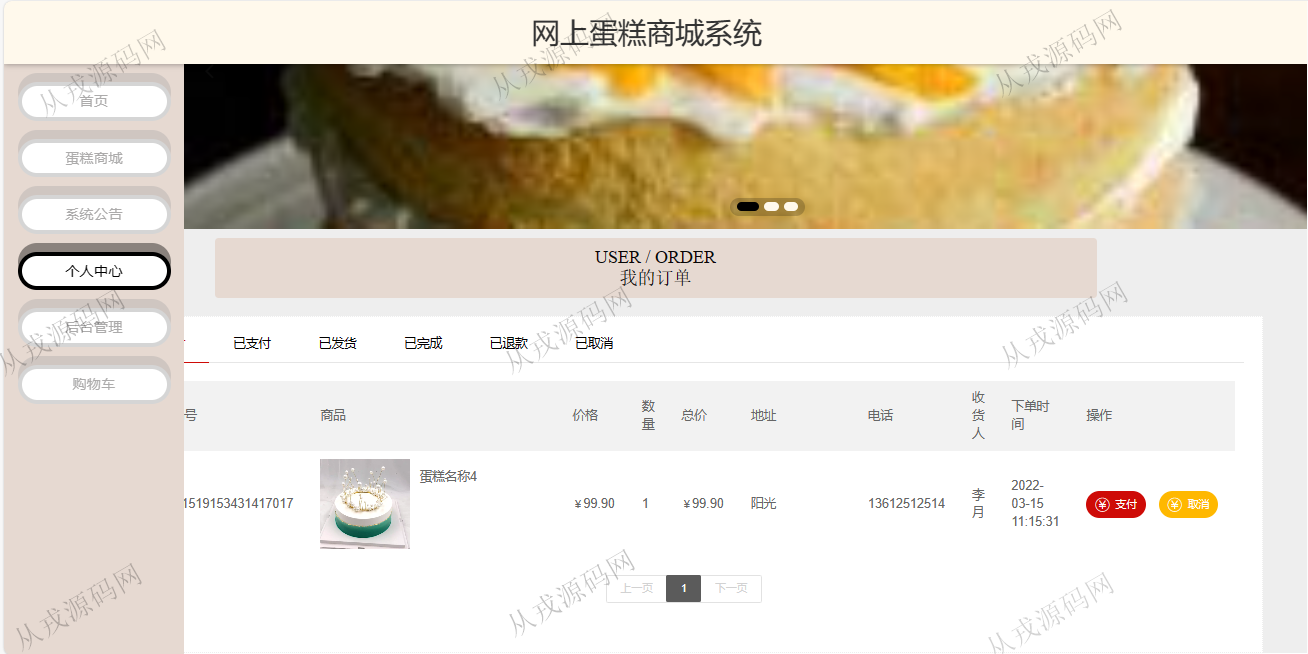 网上蛋糕商城系统
首页
蛋糕商城
系统公告
个人中心
后台管理
购物车
USER / ORDER
我的订单
已支付 已发货 已完成 已退款 已取消
号 商品 价格 数量 总价 地址 电话 收货人 下单时间 操作
1519153431417017 蛋糕名称4 ￥99.90 1 ￥99.90 阳光 13612512514 李月 2022-03-15 11:15:31 支付 取消
上一页 1 下一页
从戎源码网
从戎源码网
从戎源码网
从戎源码网
从戎源码网
从戎源码网
从戎源码网
从戎源码网
从戎源码网